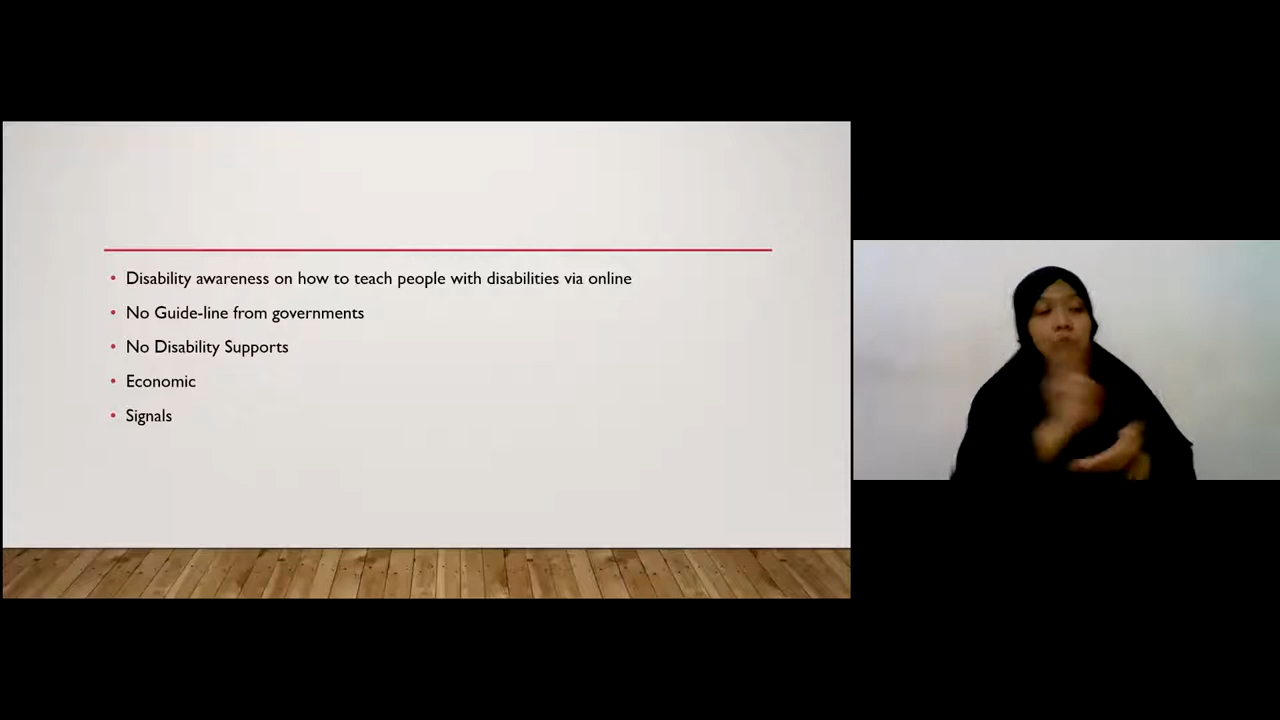 • Disability awareness on how to teach people with disabilities via online
• No Guide-line from governments
• No Disability Supports
• Economic
• Signals